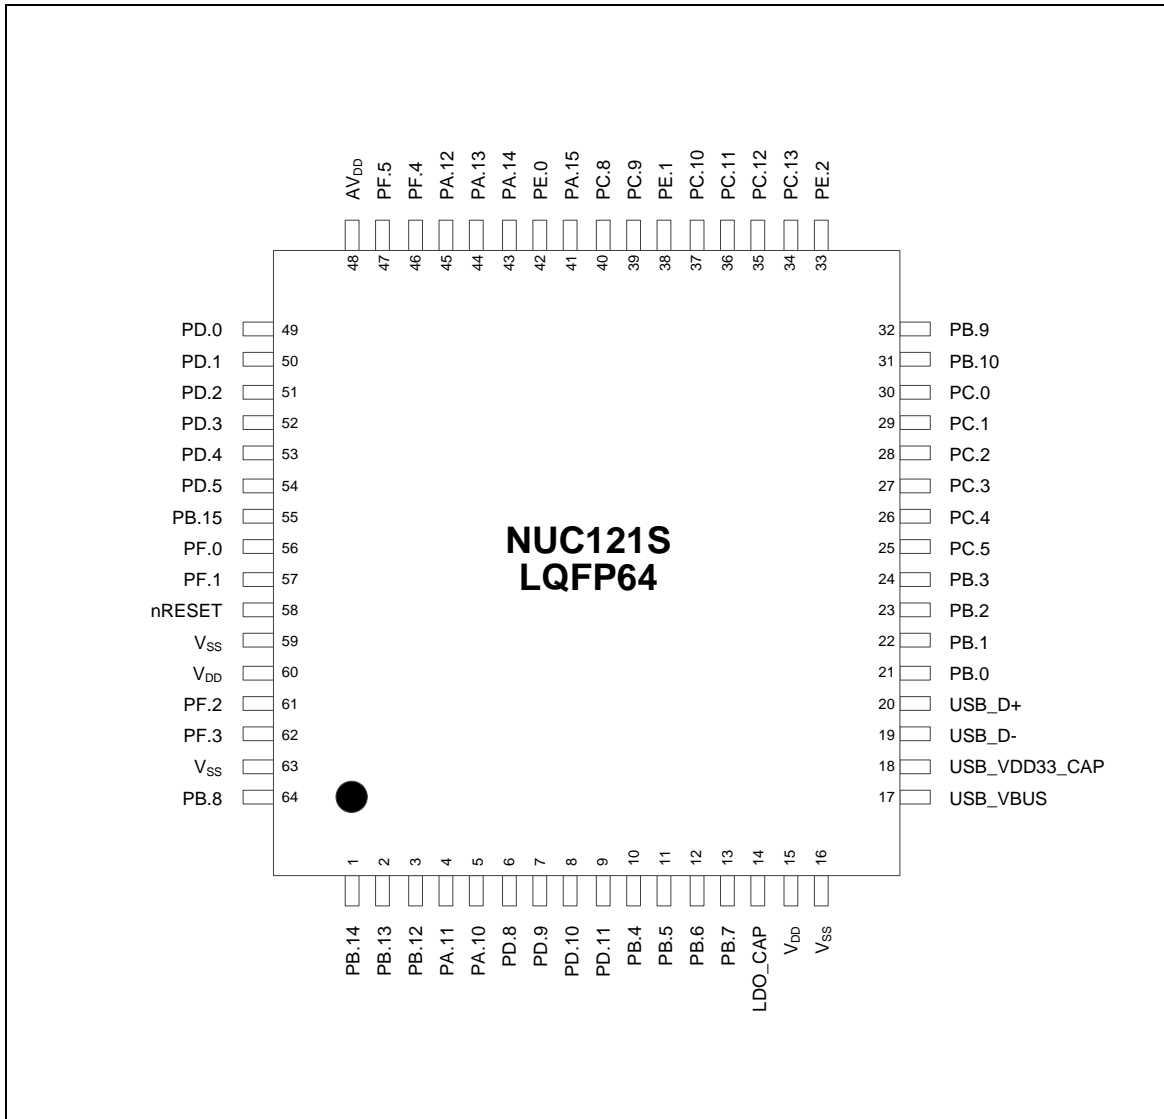 AVDD
PF.5
PF.4
PA.12
PA.13
PA.14
PE.0
PA.15
PC.8
PC.9
PE.1
PC.10
PC.11
PC.12
PC.13
PE.2
48
47
46
45
44
43
42
41
40
39
38
37
36
35
34
33
PD.0 49
PD.1 50
PD.2 51
PD.3 52
PD.4 53
PD.5 54
PB.15 55
PF.0 56
PF.1 57
nRESET 58
VSS 59
VDD 60
PF.2 61
PF.3 62
VSS 63
PB.8 64
NUC121S
LQFP64
32 PB.9
31 PB.10
30 PC.0
29 PC.1
28 PC.2
27 PC.3
26 PC.4
25 PC.5
24 PB.3
23 PB.2
22 PB.1
21 PB.0
20 USB_D+
19 USB_D-
18 USB_VDD33_CAP
17 USB_VBUS
1
2
3
4
5
6
7
8
9
10
11
12
13
14
15
16
PB.14
PB.13
PB.12
PA.11
PA.10
PD.8
PD.9
PD.10
PD.11
PB.4
PB.5
PB.6
PB.7
LDO_CAP
VDD
VSS